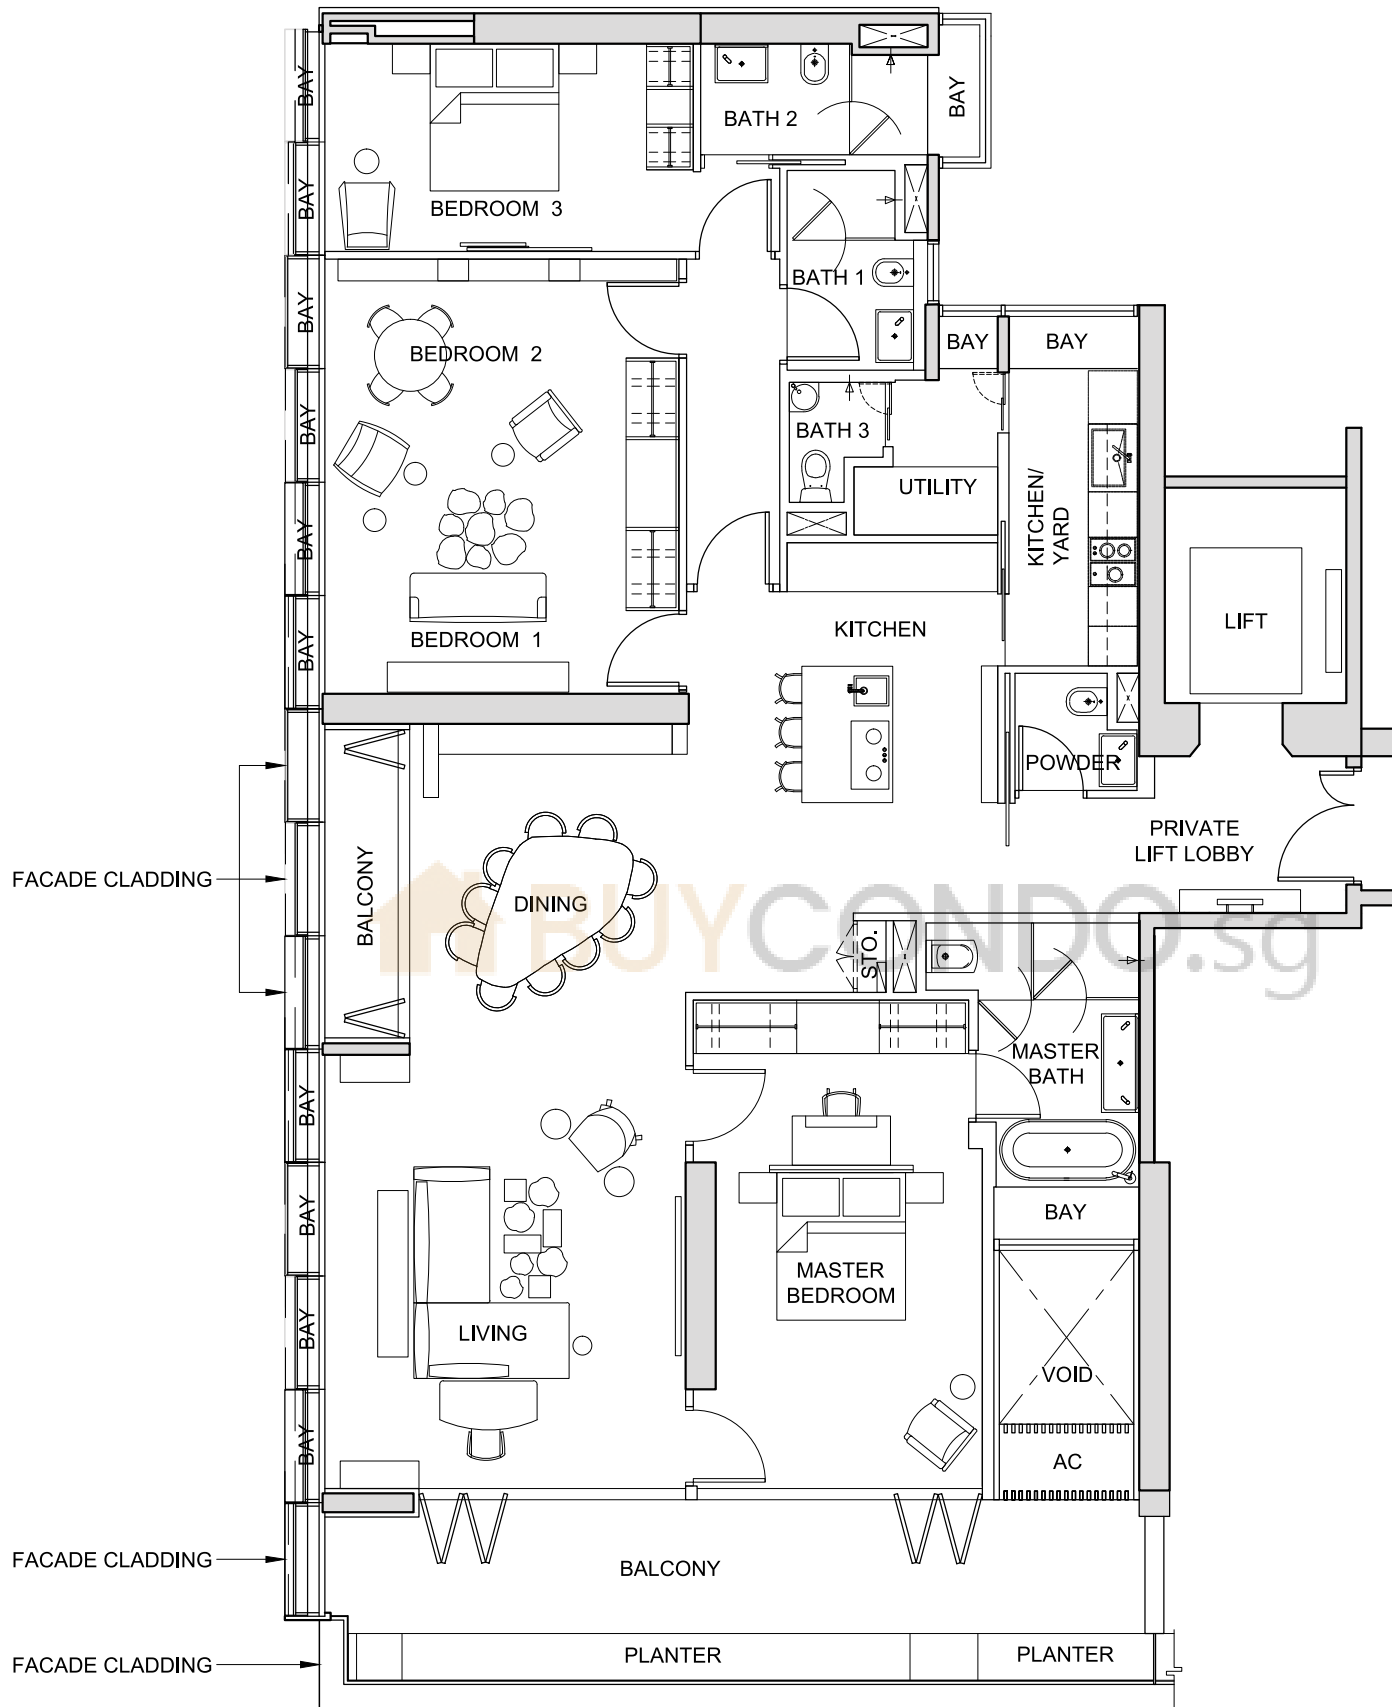 BAY
BATH 2
BAY
BAY
BEDROOM 3
BATH 1
BAY
BEDROOM 2
BAY
BAY
BAY
BATH 3
UTILITY
KITCHEN/
YARD
BAY
BAY
LIFT
KITCHEN
BEDROOM 1
POWDER
PRIVATE
LIFT LOBBY
FACADE CLADDING
BALCONY
DINING
BUYCONDO.sg
STO.
MASTER
BATH
BAY
BAY
BAY
MASTER
BEDROOM
LIVING
BAY
VOID
BAY
AC
FACADE CLADDING
BALCONY
FACADE CLADDING
PLANTER
PLANTER